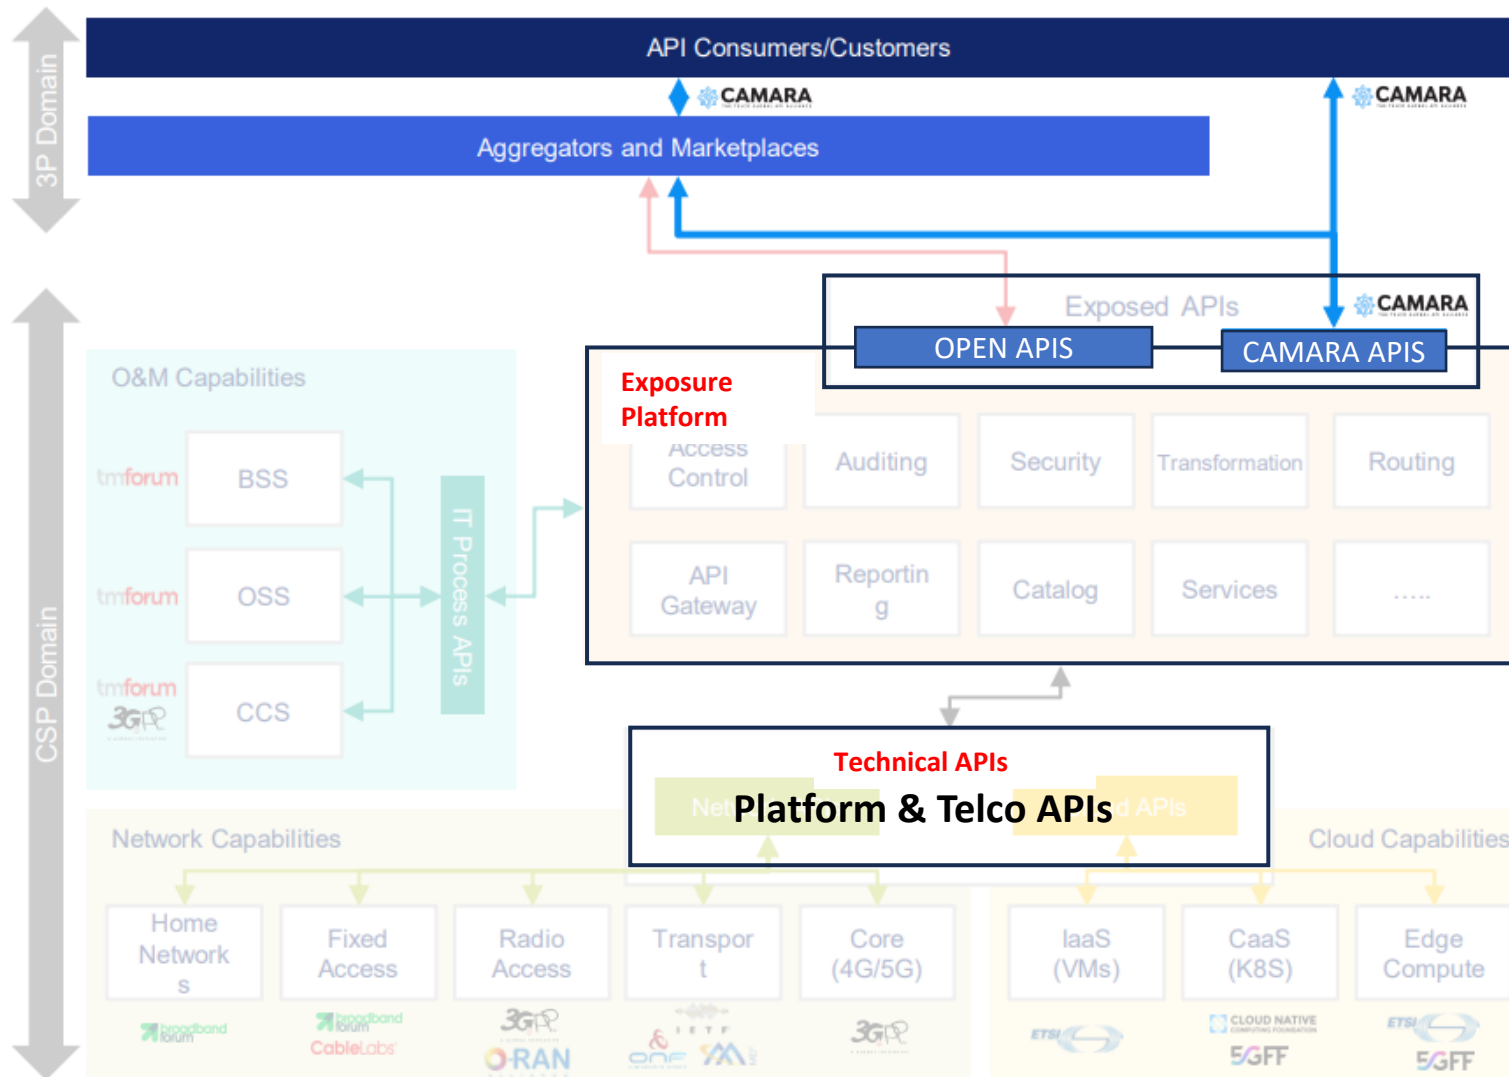 3P Domain
API Consumers/Customers
CAMARA
CAMARA
Aggregators and Marketplaces
CSP Domain
Exposed APIs
CAMARA
OPEN APIS
CAMARA APIS
O&M Capabilities
tmforum
BSS
tmforum
OSS
tmforum
3GPP
CCS
IT Process APIs
Exposure
Platform
Access
Control
Auditing
Security
Transformation
Routing
API
Gateway
Reportin
g
Catalog
Services
.....
Technical APIs
Platform & Telco APIs
Network Capabilities
Cloud Capabilities
Home
Network
s
Fixed
Access
Radio
Access
Transpor
t
Core
(4G/5G)
IaaS
(VMs)
CaaS
(K8S)
Edge
Compute
broadband
forum
broadband
forum
CableLabs
3GPP
O-RAN
ALLIANCE
IETF
ONF
3GPP
ETSI
CLOUD NATIVE
COMPUTING FOUNDATION
5GFF
ETSI
5GFF